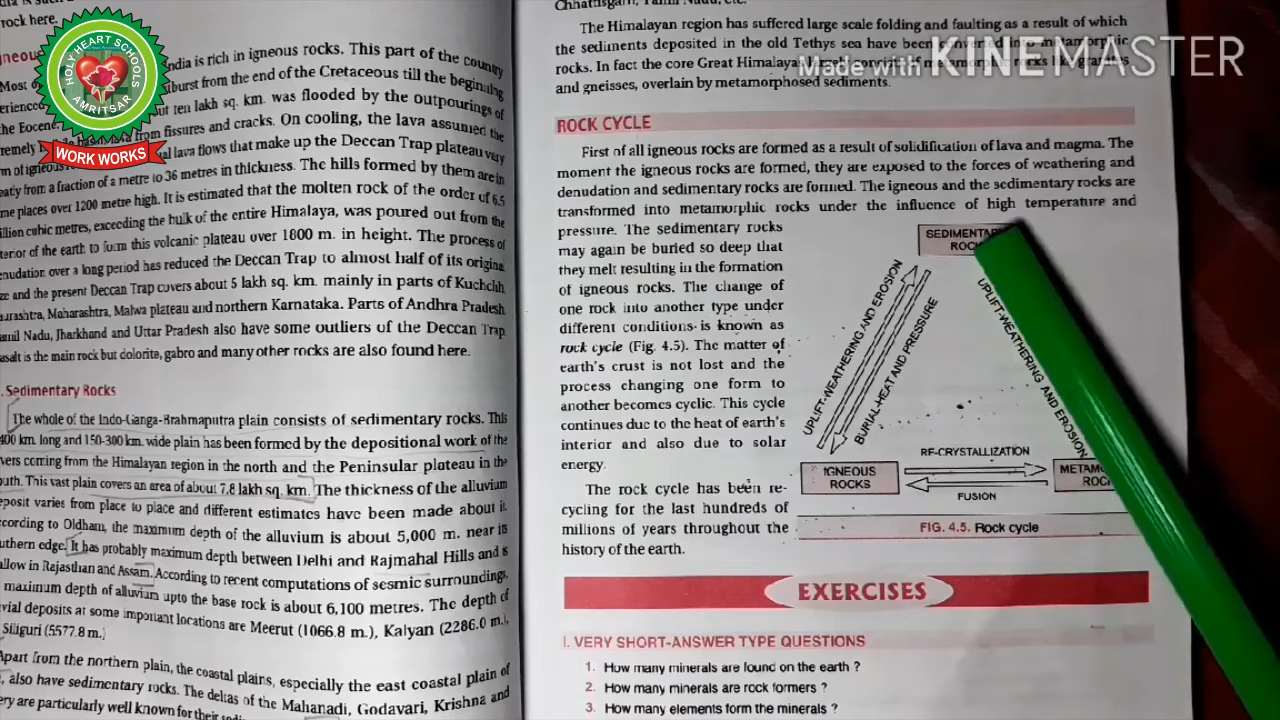 rock here.
India is rich in igneous rocks. This part of the country
Most
outburst from the end of the Cretaceous till the beginning
the Eocene.
ten lakh sq. km. was flooded by the outpourings of
from fissures and cracks. On cooling, the lava assumed the
lava flows that make up the Deccan Trap plateau very
from a fraction of a metre to 36 metres in thickness. The hills formed by them are in
places over 1200 metre high. It is estimated that the molten rock of the order of 6.5
cubic metres, exceeding the bulk of the entire Himalaya, was poured out from the
of the earth to form this volcanic plateau over 1800 m. in height. The process of
over a long period has reduced the Deccan Trap to almost half of its original
and the present Deccan Trap covers about 5 lakh sq. km. mainly in parts of Kuchchh,
Maharashtra, Malwa plateau and northern Karnataka. Parts of Andhra Pradesh,
Nadu, Jharkhand and Uttar Pradesh also have some outliers of the Deccan Trap.
is the main rock but dolorite, gabro and many other rocks are also found here.
Sedimentary Rocks
The whole of the Indo-Ganga-Brahmaputra plain consists of sedimentary rocks. This
400 km. long and 150-300 km. wide plain has been formed by the depositional work of the
coming from the Himalayan region in the north and the Peninsular plateau in the
This vast plain covers an area of about 7.8 lakh sq. km. The thickness of the alluvium
varies from place to place and different estimates have been made about it.
to Oldham, the maximum depth of the alluvium is about 5,000 m. near its
edge. It has probably maximum depth between Delhi and Rajmahal Hills and is
in Rajasthan and Assam. According to recent computations of sesmic surroundings,
maximum depth of alluvium upto the base rock is about 6,100 metres. The depth of
deposits at some important locations are Meerut (1066.8 m.), Kalyan (2286.0 m.),
Siliguri (5577.8 m.)
Apart from the northern plain, the coastal plains, especially the east coastal plain of
also have sedimentary rocks. The deltas of the Mahanadi, Godavari, Krishna and
are particularly well known for their
HOLY HEART SCHOOLS
AMRITSAR
WORK WORKS
Made with KINEMASTER
Chhattisgarh, Tamil Nadu, etc.
The Himalayan region has suffered large scale folding and faulting as a result of which
the sediments deposited in the old Tethys sea have been
rocks. In fact the core Great Himalayan
and gneisses, overlain by metamorphosed sediments.
ROCK CYCLE
First of all igneous rocks are formed as a result of solidification of lava and magma. The
moment the igneous rocks are formed, they are exposed to the forces of weathering and
denudation and sedimentary rocks are formed. The igneous and the sedimentary rocks are
transformed into metamorphic rocks under the influence of high temperature and
pressure. The sedimentary rocks
may again be buried so deep that
they melt resulting in the formation
of igneous rocks. The change of
one rock into another type under
different conditions is known as
rock cycle (Fig. 4.5). The matter of
earth's crust is not lost and the
process changing one form to
another becomes cyclic. This cycle
continues due to the heat of earth's
interior and also due to solar
energy.
The rock cycle has been re-
cycling for the last hundreds of
millions of years throughout the
history of the earth.
SEDIMENTARY
UPLIFT-WEATHERING AND EROSION
BURIAL-HEAT AND PRESSURE
UPLIFT-WEATHERING AND EROSION
RE-CRYSTALLIZATION
IGNEOUS
ROCKS
FUSION
FIG. 4.5. Rock cycle
EXERCISES
I. VERY SHORT-ANSWER TYPE QUESTIONS
1. How many minerals are found on the earth ?
2. How many minerals are rock formers ?
3. How many elements form the minerals ?